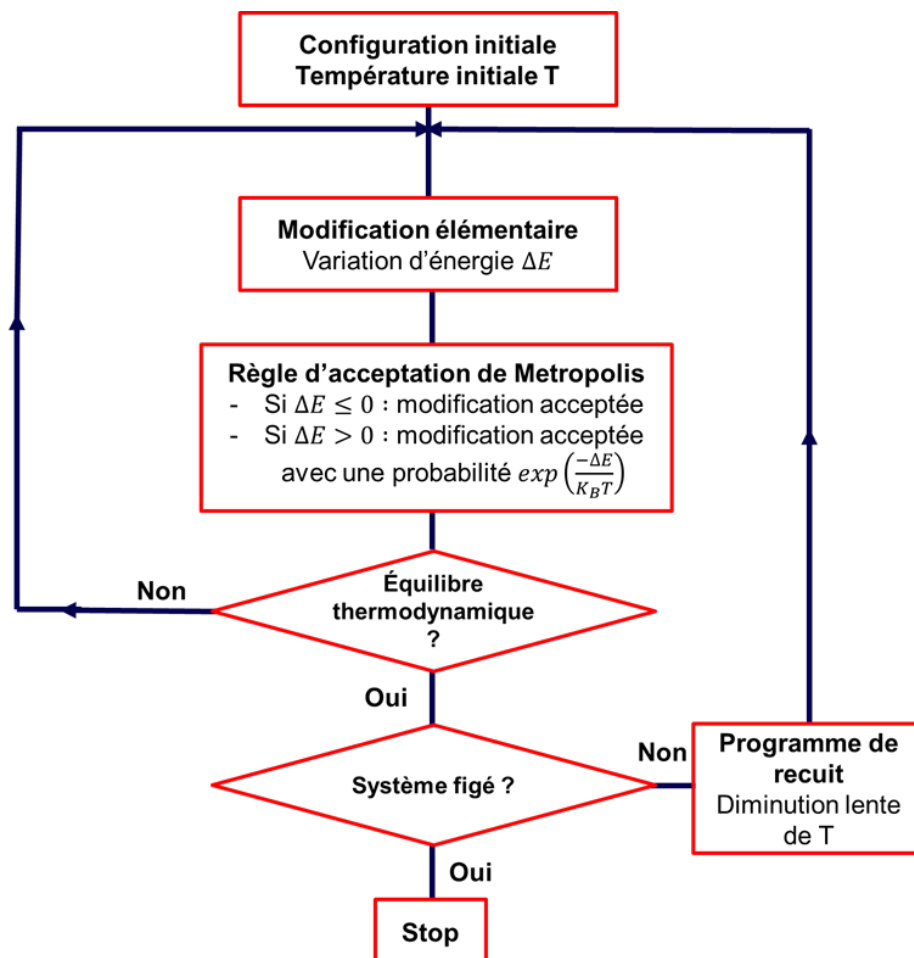 Configuration initiale
Température initiale T
Modification élémentaire
Variation d'énergie ΔE
Règle d'acceptation de Metropolis
- Si ΔE ≤ 0 : modification acceptée
- Si ΔE > 0 : modification acceptée
avec une probabilité exp(−ΔE/K_BT)
Non
Équilibre
thermodynamique
?
Oui
Système figé ?
Non
Programme de
recuit
Diminution lente
de T
Oui
Stop